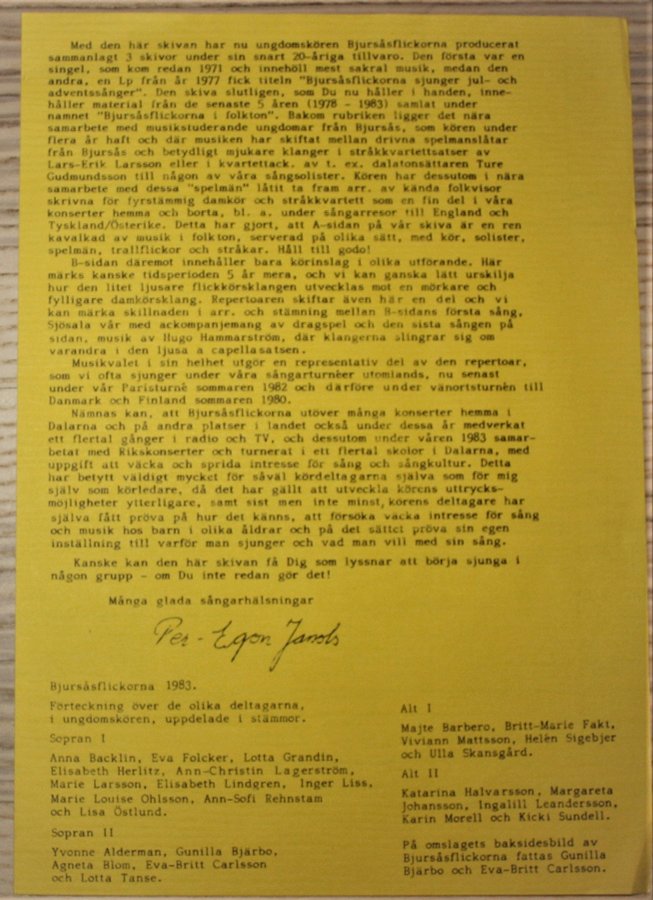 Med den här skivan har nu ungdomskören Bjursåsflickorna producerat
sammanlagt 3 skivor under sin snart 20-åriga tillvaro. Den första var en
singel, som kom redan 1971 och innehöll mest sakral musik, medan den
andra, en Lp från år 1977 fick titeln "Bjursåsflickorna sjunger jul- och
adventssånger". Den skiva slutligen, som Du nu håller i handen, inne-
håller material från de senaste 5 åren (1978 - 1983) samlat under
namnet "Bjursåsflickorna i folkton". Bakom rubriken ligger det nära
samarbete med musikstuderande ungdomar från Bjursås, som kören under
flera år haft och där musiken har skiftat mellan drivna spelmanslåtar
från Bjursås och betydligt mjukare klanger i stråkkvartettsatser av
Lars-Erik Larsson eller i kvartettack. av t. ex. dalatonsättaren Ture
Gudmundsson till någon av våra sångsolister. Kören har dessutom i nära
samarbete med dessa "spelmän" låtit ta fram arr. av kända folkvisor
skrivna för fyrstämmig damkör och stråkkvartett som en fin del i våra
konserter hemma och borta, bl. a. under sångarresor till England och
Tyskland/Österike. Detta har gjort, att A-sidan på vår skiva är en ren
kavalkad av musik i folkton, serverad på olika sätt, med kör, solister,
spelmän, trallflickor och stråkar. Håll till godo!
B-sidan däremot innehåller bara körinslag i olika utförande. Här
märks kanske tidsperioden 5 år mera, och vi kan ganska lätt urskilja
hur den litet ljusare flickkörsklangen utvecklas mot en mörkare och
fylligare damkörsklang. Repertoaren skiftar även här en del och vi
kan märka skillnaden i arr. och stämning mellan B-sidans första sång,
Sjösala vår med ackompanjemang av dragspel och den sista sången på
sidan, musik av Hugo Hammarström, där klangerna slingrar sig om
varandra i den ljusa a capellasatsen.
Musikvalet i sin helhet utgör en representativ del av den repertoar,
som vi ofta sjunger under våra sångarturnéer utomlands, nu senast
under vår Paristurné sommaren 1982 och därföre under vänortsturnén till
Danmark och Finland sommaren 1980.
Nämnas kan, att Bjursåsflickorna utöver många konserter hemma i
Dalarna och på andra platser i landet också under dessa år medverkat
ett flertal gånger i radio och TV, och dessutom under våren 1983 samar-
betat med Rikskonserter och turnerat i ett flertal skolor i Dalarna, med
uppgift att väcka och sprida intresse för sång och sångkultur. Detta
har betytt väldigt mycket för såväl kördeltagarna själva som för mig
själv som körledare, då det har gällt att utveckla körens uttrycks-
möjligheter ytterligare, samt sist men inte minst, körens deltagare har
själva fått pröva på hur det känns, att försöka väcka intresse för sång
och musik hos barn i olika åldrar och på det sättet pröva sin egen
inställning till varför man sjunger och vad man vill med sin sång.
Kanske kan den här skivan få Dig som lyssnar att börja sjunga i
någon grupp - om Du inte redan gör det!
Många glada sångarhälsningar
Per-Egon Jacobs
Bjursåsflickorna 1983.
Förteckning över de olika deltagarna,
i ungdomskören, uppdelade i stämmor.
Sopran I
Anna Backlin, Eva Folcker, Lotta Grandin,
Elisabeth Herlitz, Ann-Christin Lagerström,
Marie Larsson, Elisabeth Lindgren, Inger Liss,
Marie Louise Ohlsson, Ann-Sofi Rehnstam
och Lisa Östlund.
Sopran II
Yvonne Alderman, Gunilla Bjärbo,
Agneta Blom, Eva-Britt Carlsson
och Lotta Tanse.
Alt I
Majte Barbero, Britt-Marie Fakt,
Viviann Mattsson, Helèn Sigebjer
och Ulla Skansgård.
Alt II
Katarina Halvarsson, Margareta
Johansson, Ingalill Leandersson,
Karin Morell och Kicki Sundell.
På omslagets baksidesbild av
Bjursåsflickorna fattas Gunilla
Bjärbo och Eva-Britt Carlsson.